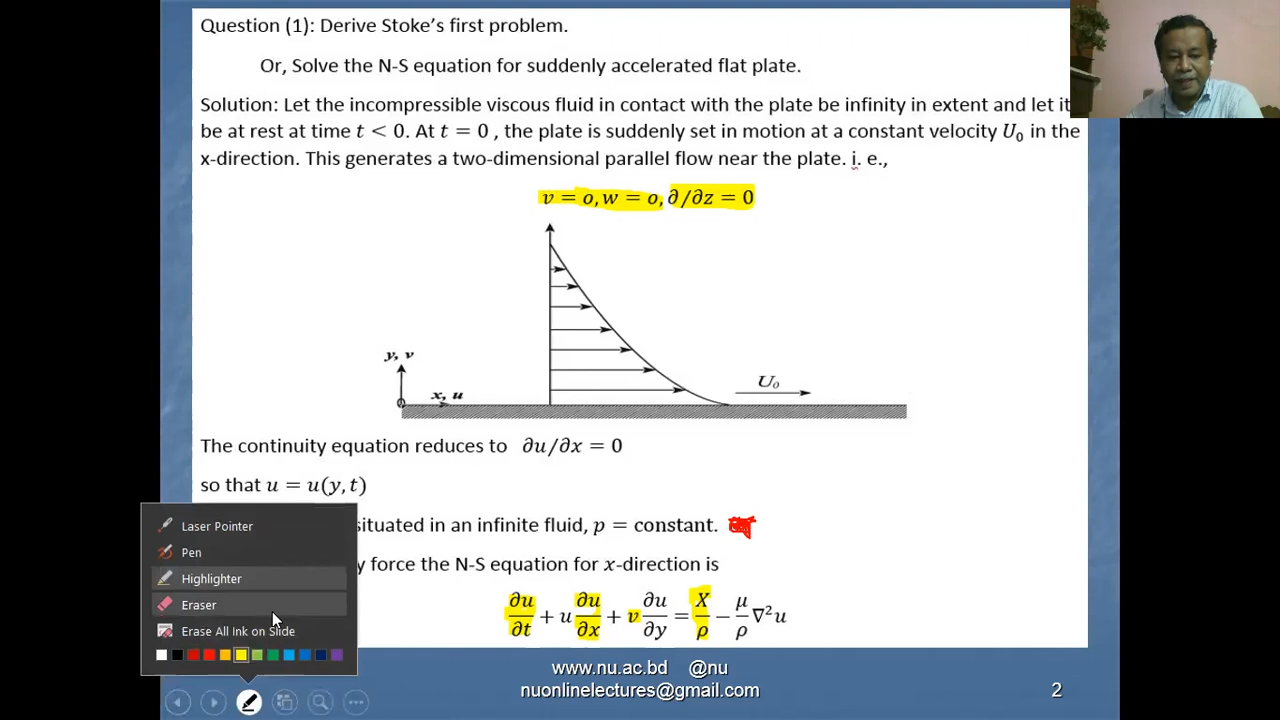 Question (1): Derive Stoke’s first problem.
Or, Solve the N-S equation for suddenly accelerated flat plate.
Solution: Let the incompressible viscous fluid in contact with the plate be infinity in extent and let it
be at rest at time t < 0. At t = 0 , the plate is suddenly set in motion at a constant velocity U₀ in the
x-direction. This generates a two-dimensional parallel flow near the plate. i. e.,
v = o, w = o, ∂/∂z = 0
y, v
x, u
U₀
The continuity equation reduces to ∂u/∂x = 0
so that u = u(y, t)
situated in an infinite fluid, p = constant.
y force the N-S equation for x-direction is
∂u/∂t + u ∂u/∂x + v ∂u/∂y = X/ρ − μ/ρ ∇²u
Laser Pointer
Pen
Highlighter
Eraser
Erase All Ink on Slide
www.nu.ac.bd @nu
nuonlinelectures@gmail.com
2